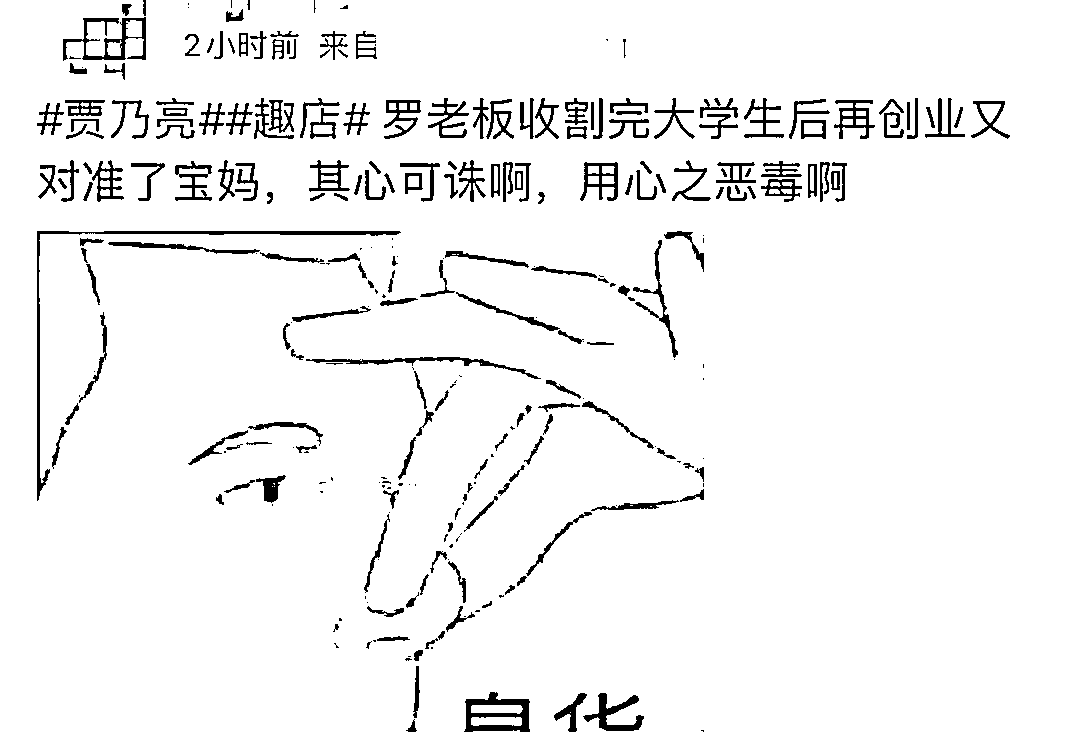 2小时前 来自
#贾乃亮##趣店# 罗老板收割完大学生后再创业又
对准了宝妈，其心可诛啊，用心之恶毒啊